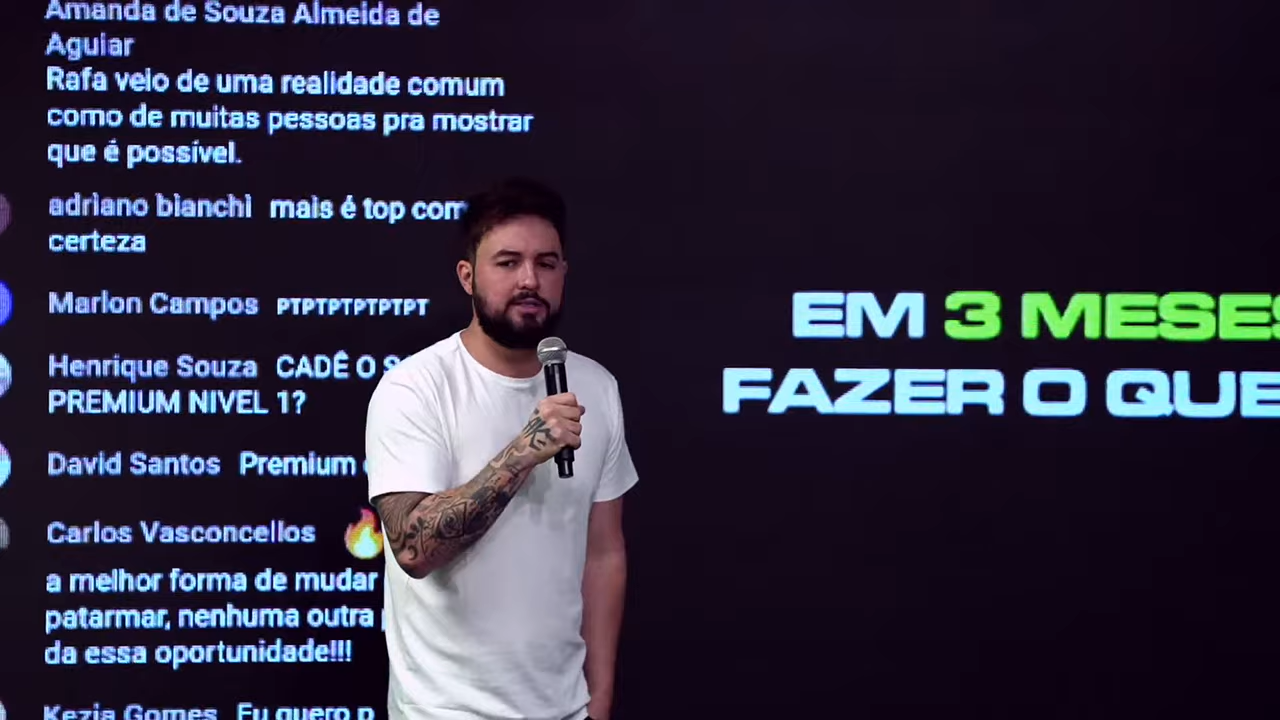 Amanda de Souza Almeida de
Aguiar
Rafa veio de uma realidade comum
como de muitas pessoas pra mostrar
que é possível.
adriano bianchi mais é top com
certeza
Marlon Campos PTPTPTPTPTPT
Henrique Souza CADÊ O
PREMIUM NIVEL 1?
David Santos Premium
Carlos Vasconcellos
a melhor forma de mudar
patarmar, nenhuma outra
da essa oportunidade!!!
Kezia Gomes Eu quero p
EM 3 MESES
FAZER O QUE